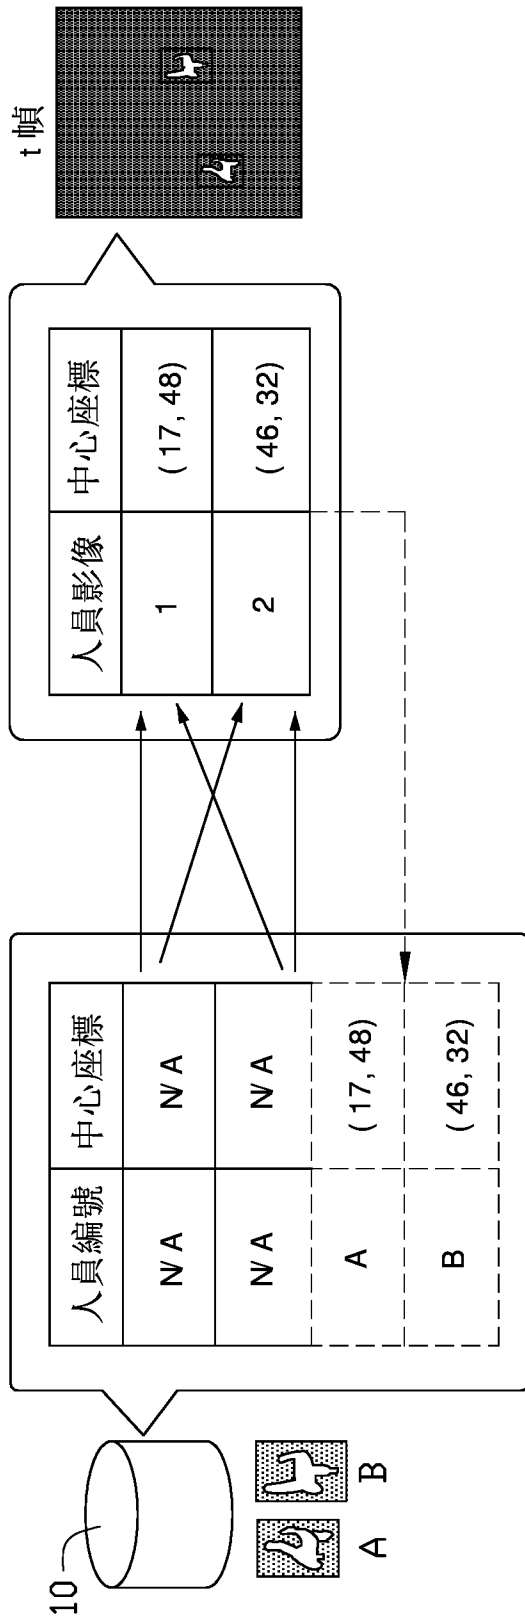 10
A
B
人員編號 中心座標
N/A N/A
N/A N/A
A (17,48)
B (46,32)
人員影像 中心座標
1 (17,48)
2 (46,32)
t 幀